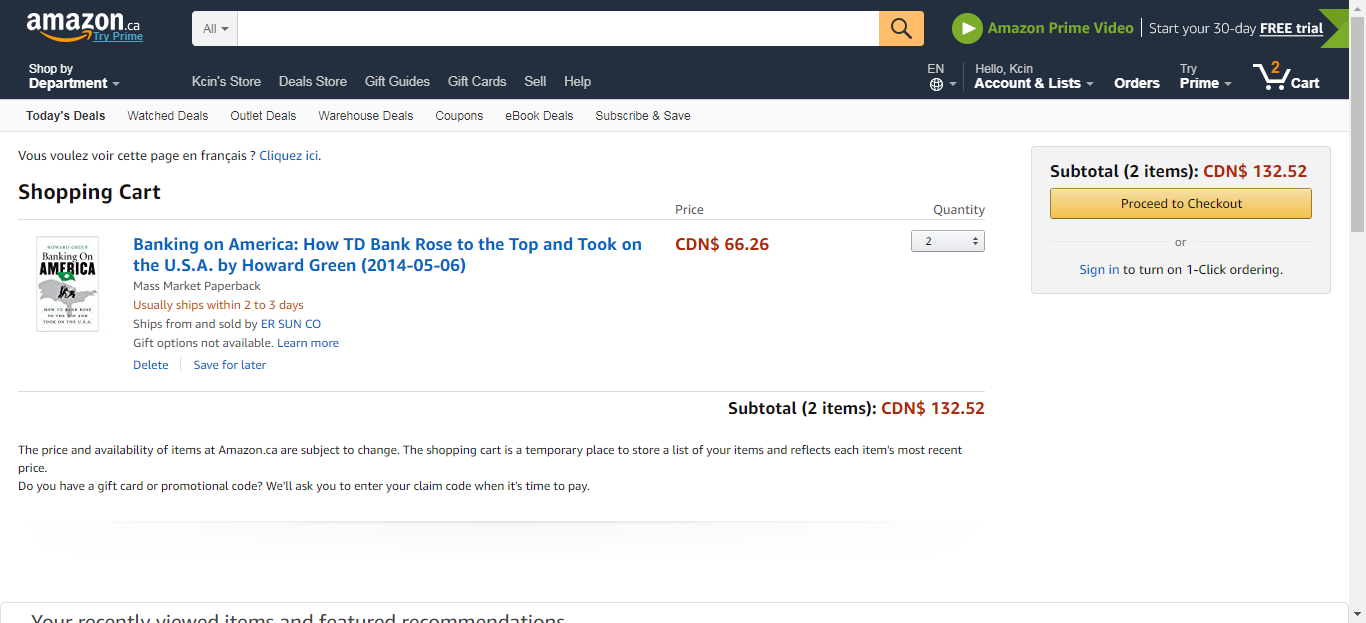 amazon.ca
Try Prime
All
Amazon Prime Video
Start your 30-day FREE trial
Shop by
Department
Kcin's Store Deals Store Gift Guides Gift Cards Sell Help
EN
Hello, Kcin
Account & Lists
Orders
Try
Prime
2
Cart
Today's Deals Watched Deals Outlet Deals Warehouse Deals Coupons eBook Deals Subscribe & Save
Vous voulez voir cette page en français ? Cliquez ici.
Shopping Cart
Price Quantity
HOWARD GREEN
Banking On
AMERICA
HOW TD BANK ROSE
TO THE TOP AND
TOOK ON THE U.S.A.
Banking on America: How TD Bank Rose to the Top and Took on
the U.S.A. by Howard Green (2014-05-06)
CDN$ 66.26
2
Mass Market Paperback
Usually ships within 2 to 3 days
Ships from and sold by ER SUN CO
Gift options not available. Learn more
Delete Save for later
Subtotal (2 items): CDN$ 132.52
The price and availability of items at Amazon.ca are subject to change. The shopping cart is a temporary place to store a list of your items and reflects each item's most recent
price.
Do you have a gift card or promotional code? We'll ask you to enter your claim code when it's time to pay.
Subtotal (2 items): CDN$ 132.52
Proceed to Checkout
or
Sign in to turn on 1-Click ordering.
Your recently viewed items and featured recommendations